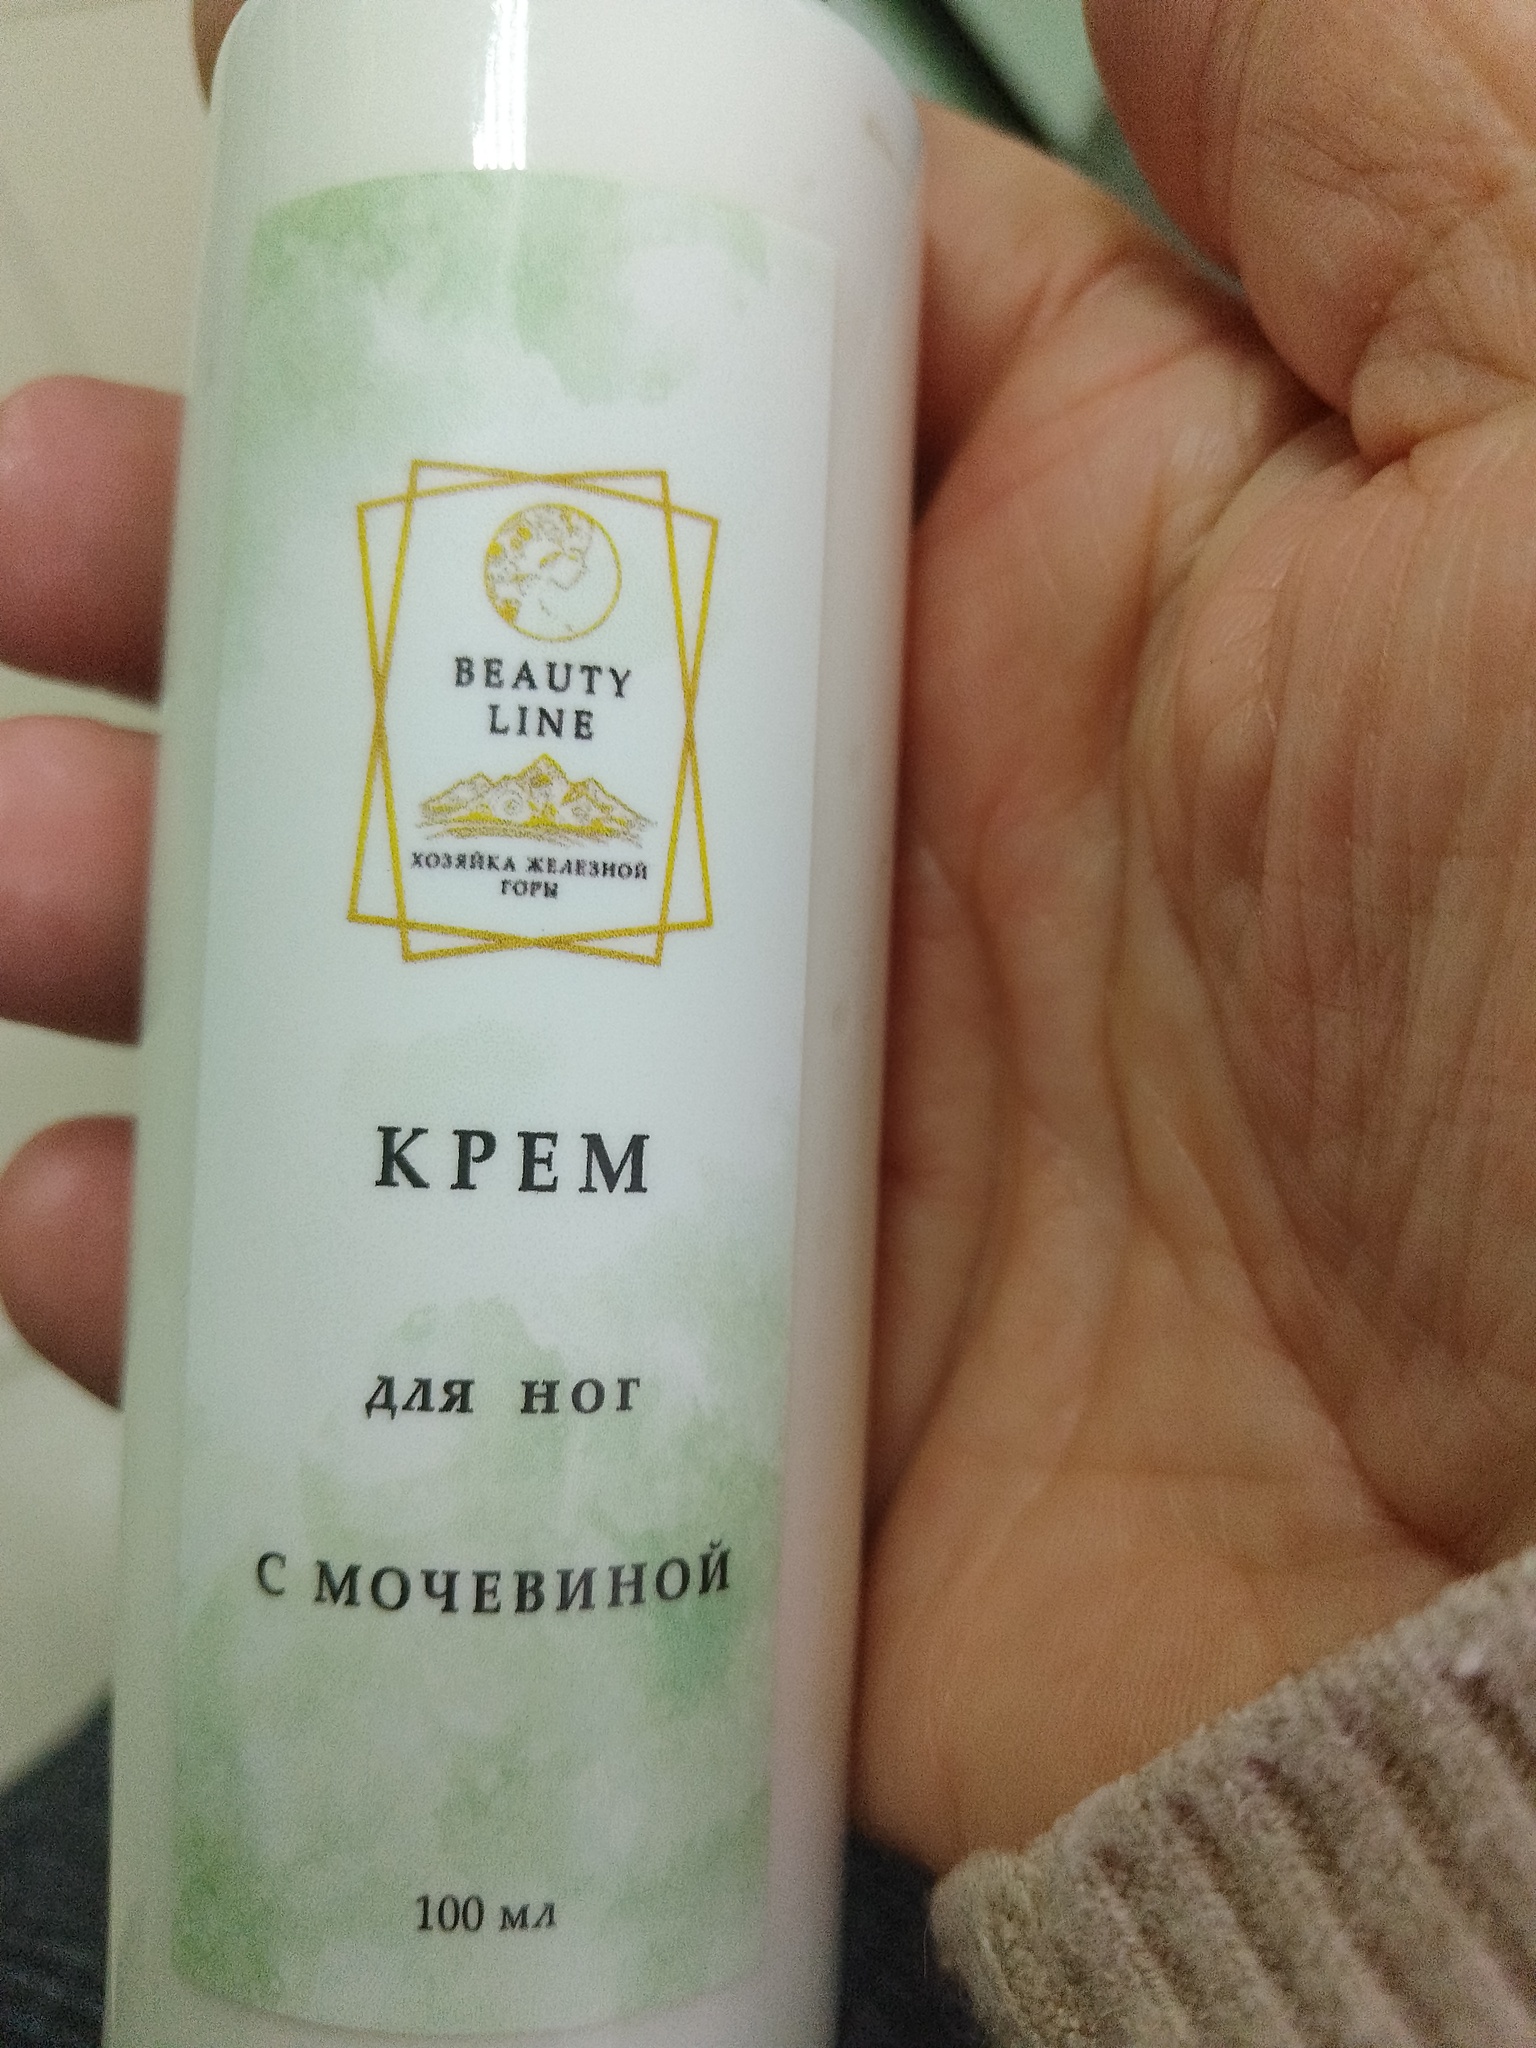 BEAUTY
LINE
ХОЗЯЙКА ЖЕЛЕЗНОЙ
ГОРЫ
КРЕМ
для ног
С МОЧЕВИНОЙ
100 мл